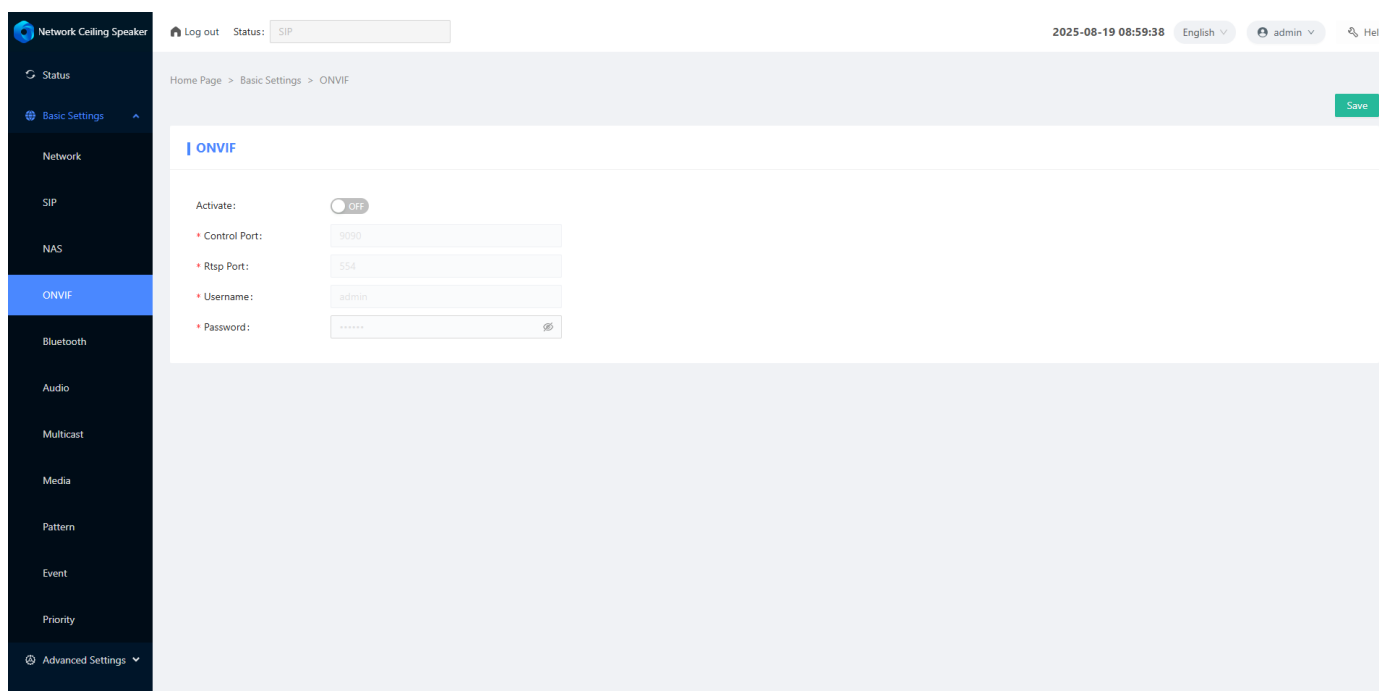 Network Ceiling Speaker
Log out Status: SIP
2025-08-19 08:59:38 English admin Hel
Status
Home Page > Basic Settings > ONVIF
Save
Basic Settings
ONVIF
Network
SIP
NAS
ONVIF
Bluetooth
Audio
Multicast
Media
Pattern
Event
Priority
Advanced Settings
Activate: OFF
* Control Port: 9090
* Rtsp Port: 554
* Username: admin
* Password: ······